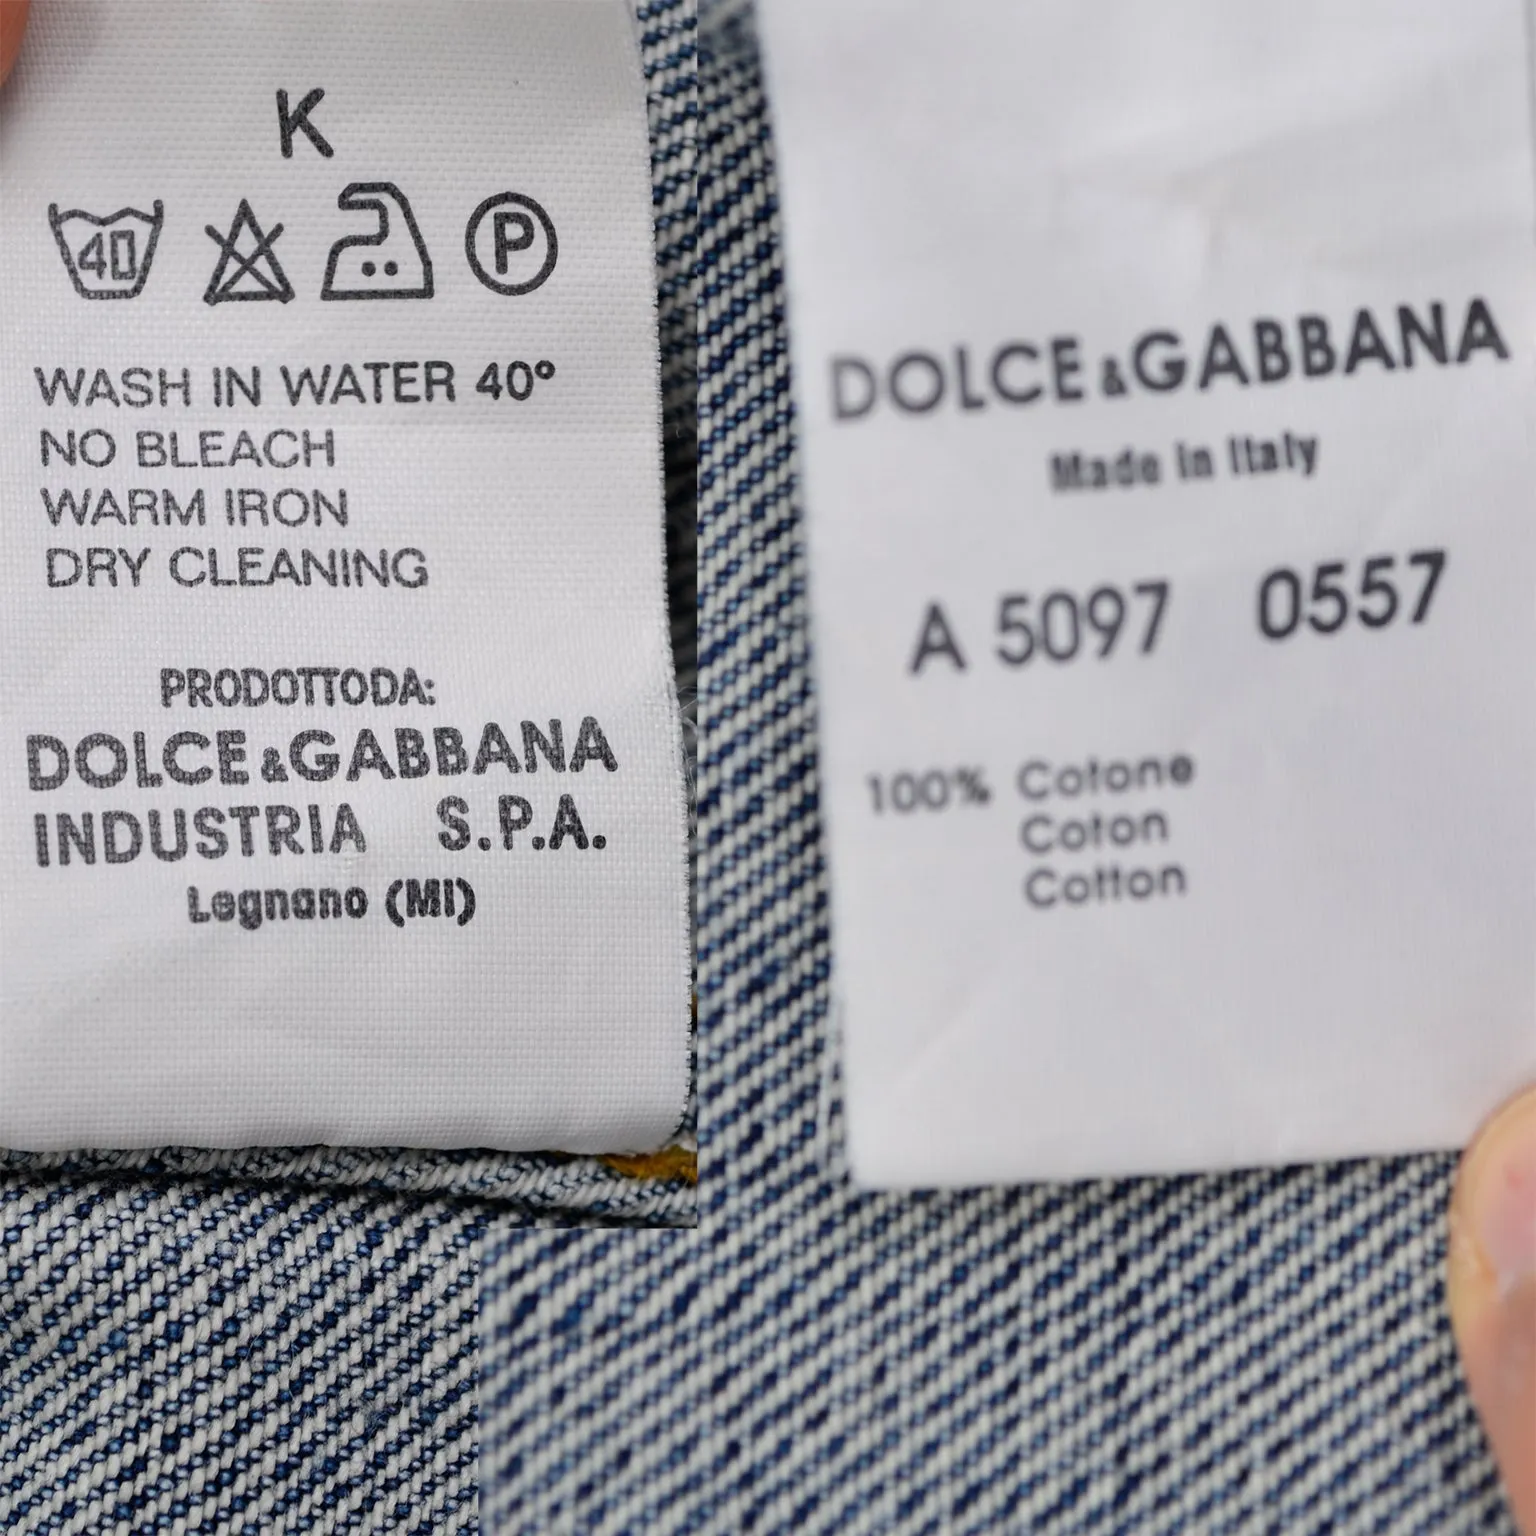 K
40
P
WASH IN WATER 40°
NO BLEACH
WARM IRON
DRY CLEANING
PRODOTTODA:
DOLCE&GABBANA
INDUSTRIA S.P.A.
Legnano (MI)
DOLCE&GABBANA
Made in Italy
A 5097 0557
100% Cotone
Coton
Cotton